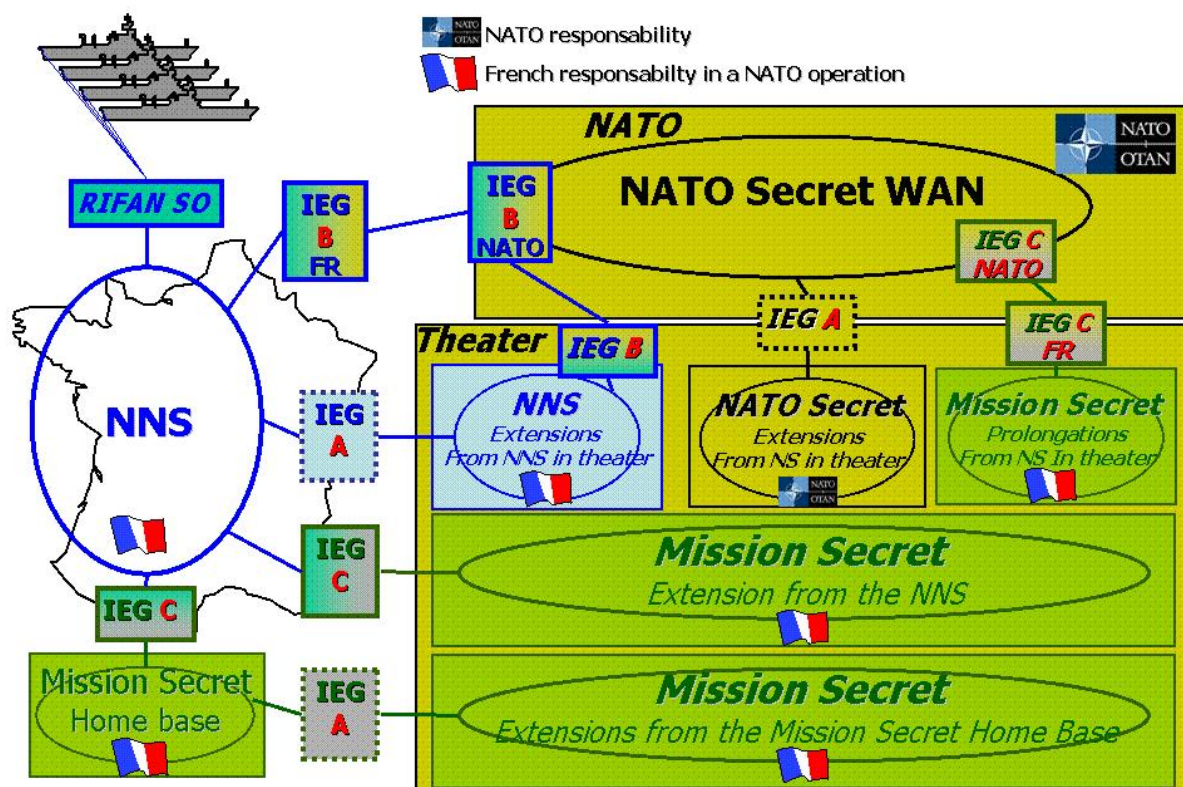 NATO
OTAN
NATO responsability
French responsabilty in a NATO operation
NATO
NATO
OTAN
NATO Secret WAN
RIFAN SO
IEG
B
FR
IEG
B
NATO
IEG C
NATO
IEG A
IEG C
FR
Theater
IEG B
NNS
IEG
A
NNS
Extensions
From NNS in theater
NATO Secret
Extensions
From NS in theater
NATO
OTAN
Mission Secret
Prolongations
From NS In theater
IEG
C
Mission Secret
Extension from the NNS
IEG C
Mission Secret
Home base
IEG
A
Mission Secret
Extensions from the Mission Secret Home Base